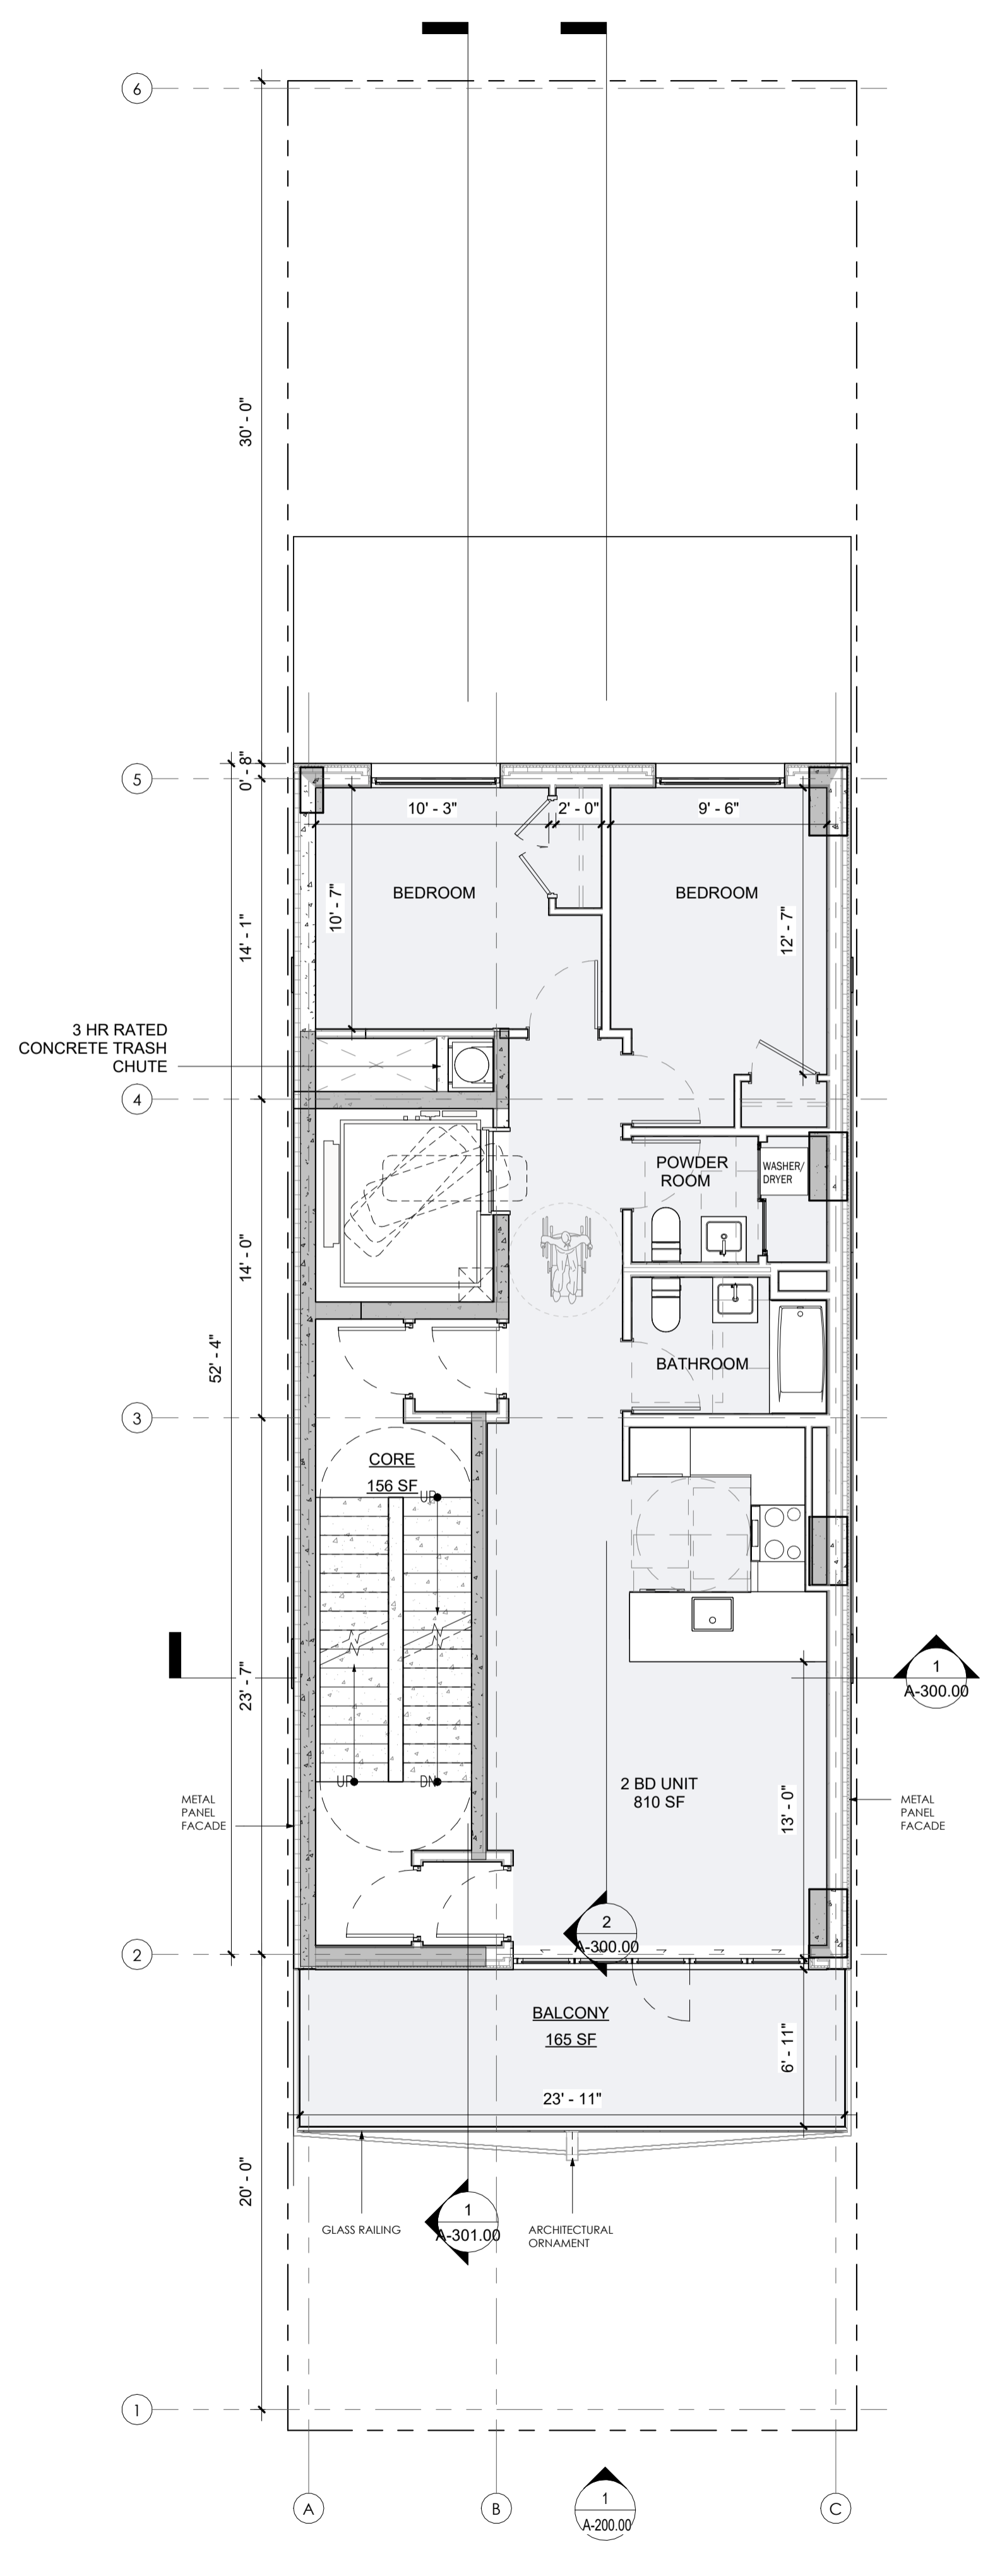 6
30' - 0"
0' - 8"
5
10' - 3"
2' - 0"
9' - 6"
BEDROOM
BEDROOM
10' - 7"
12' - 7"
14' - 1"
3 HR RATED
CONCRETE TRASH
CHUTE
4
POWDER
ROOM
WASHER/
DRYER
14' - 0"
52' - 4"
BATHROOM
3
CORE
156 SF
UP
23' - 7"
1
A-300.00
UP
DN
2 BD UNIT
810 SF
13' - 0"
METAL
PANEL
FACADE
METAL
PANEL
FACADE
2
A-300.00
2
BALCONY
165 SF
6' - 11"
23' - 11"
20' - 0"
GLASS RAILING
1
A-301.00
ARCHITECTURAL
ORNAMENT
1
A
B
C
1
A-200.00